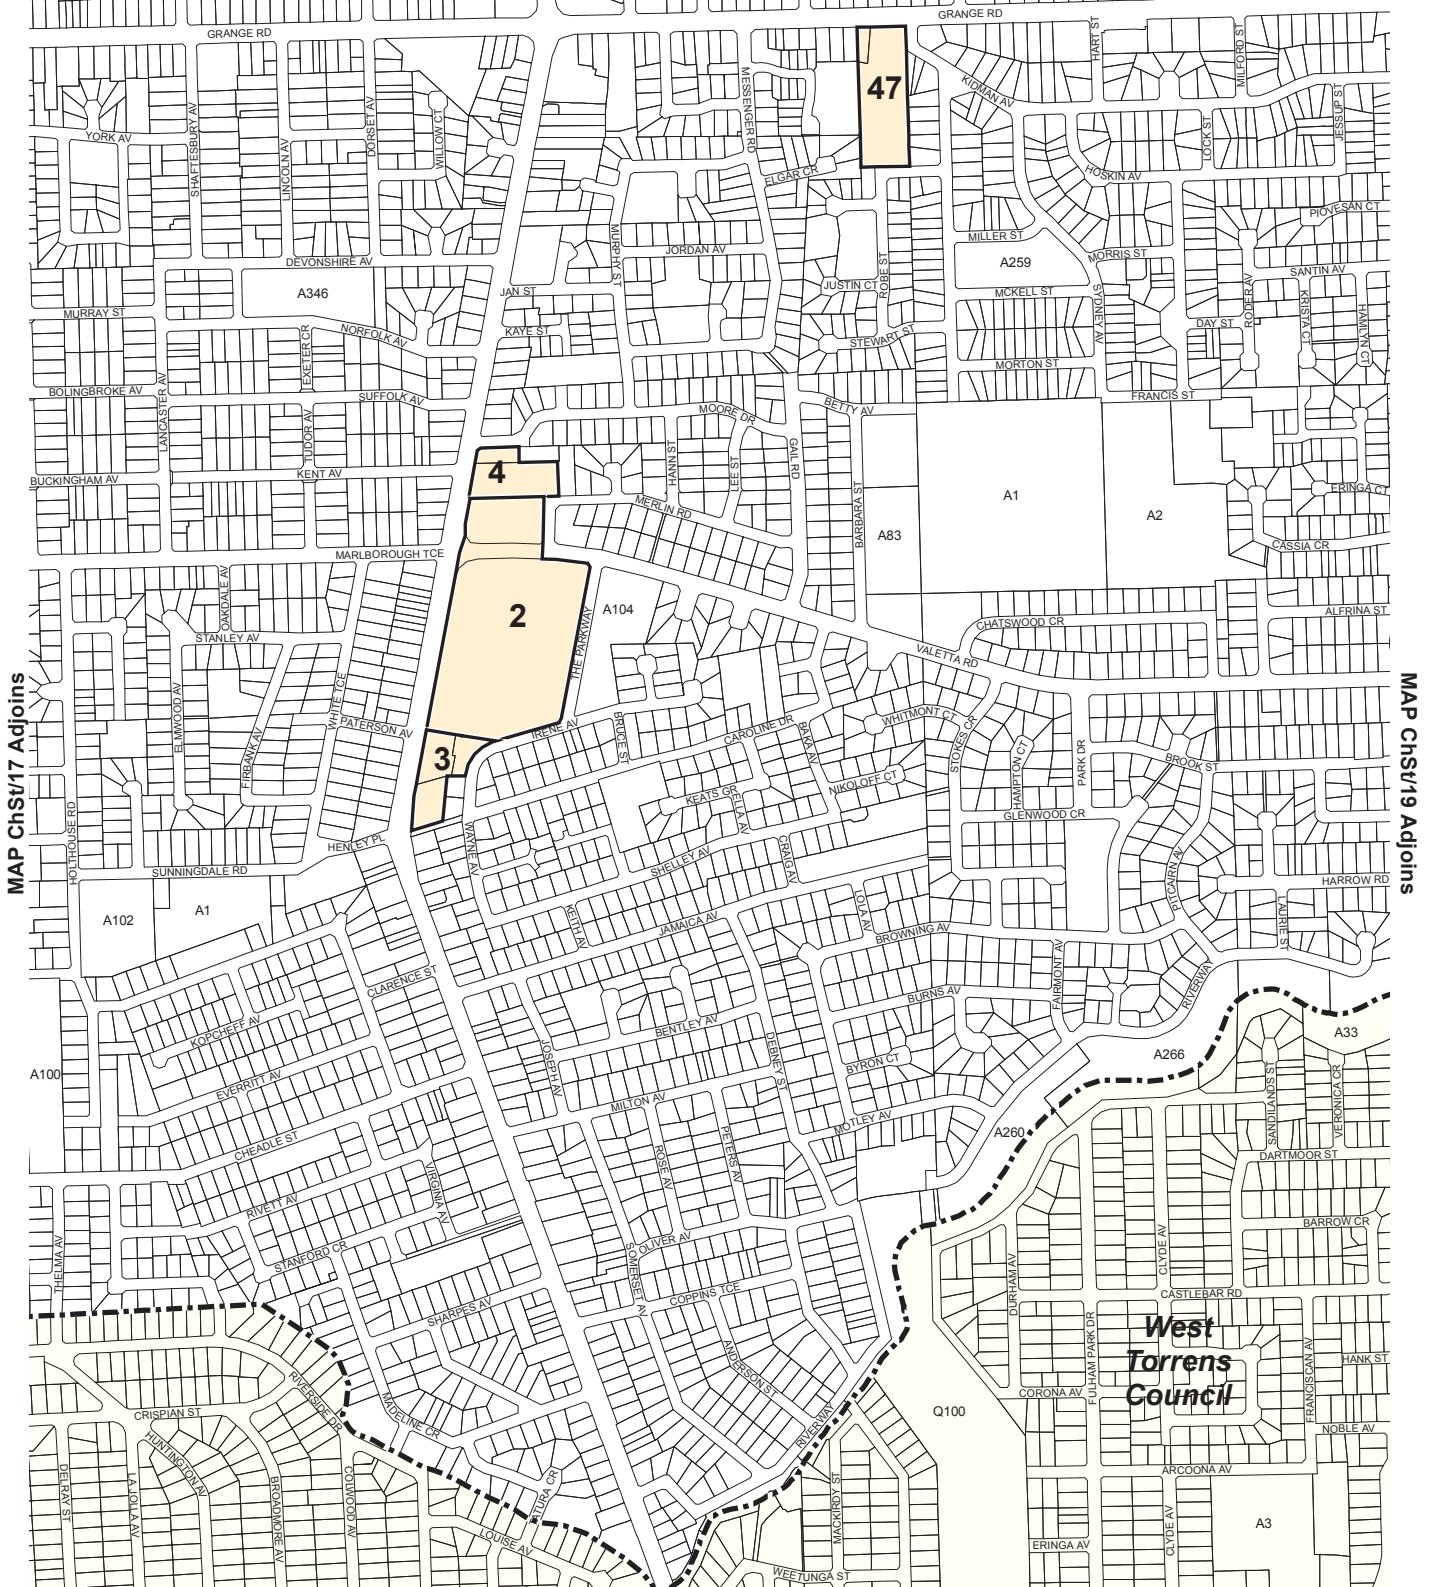 GRANGE RD
GRANGE RD
HART ST
MILFORD ST
47
KIDMAN AV
MESSENGER RD
YORK AV
SHAFTESBURY AV
LINCOLN AV
DORSET AV
WILLOW CT
ELGAR CR
LOCK ST
JESSUP ST
HOSKIN AV
PIOVESAN CT
MURPHY ST
JORDAN AV
MILLER ST
MORRIS ST
A259
DEVONSHIRE AV
A346
JAN ST
JUSTIN CT
ROBE ST
MCKELL ST
SYDNEY AV
RODER AV
SANTIN AV
KRISTA CT
HAMLYN CT
MURRAY ST
NORFOLK AV
EXETER CR
KAYE ST
STEWART ST
DAY ST
MORTON ST
BOLINGBROKE AV
LANCASTER AV
SUFFOLK AV
TUDOR AV
MOORE DR
BETTY AV
FRANCIS ST
BUCKINGHAM AV
KENT AV
4
HANN ST
LEE ST
GAIL RD
MERLIN RD
BARBARA ST
A83
A1
A2
ERINGA CT
CASSIA CR
MARLBOROUGH TCE
OAKDALE AV
STANLEY AV
2
THE PARKWAY
A104
CHATSWOOD CR
ALFRINA ST
VALETTA RD
MAP ChSt/17 Adjoins
MAP ChSt/19 Adjoins
ELMWOOD AV
FIRBANK AV
WHITE TCE
PATERSON AV
3
IRENE AV
BRUCE ST
CAROLINE DR
BAKA AV
WHITMONT CT
STOKES CR
HAMPTON CT
PARK DR
BROOK ST
NIKOLOFF CT
KEATS GR
ELLA AV
GLENWOOD CR
HOLTHOUSE RD
HENLEY PL
WAYNE AV
SHELLEY AV
CRAIG AV
PITCAIRN AV
SUNNINGDALE RD
HARROW RD
A102
A1
KEITH AV
JAMAICA AV
LOLA AV
BROWNING AV
LAURIE ST
FAIRMONT AV
RIVERWAY
CLARENCE ST
BURNS AV
KOPCHEFF AV
BENTLEY AV
JOSEPH AV
DEBNEY ST
BYRON CT
A266
A33
A100
EVERRITT AV
MILTON AV
MOTLEY AV
A260
SANDILANDS ST
VERONICA CR
CHEADLE ST
VIRGINIA AV
ROSE AV
PETERS AV
DARTMOOR ST
RIVETT AV
STANFORD CR
THELMA AV
OLIVER AV
SOMERSET AV
BARROW CR
CLYDE AV
DURHAM AV
COPPINS TCE
CASTLEBAR RD
SHARPES AV
ANDERSON ST
FULHAM PARK DR
West
Torrens
Council
FRANCISCAN AV
HANK ST
RIVERSIDE DR
CRISPIAN ST
HUNTINGTON AV
MADELINE CR
RIVERWAY
Q100
CORONA AV
NOBLE AV
ARCOONA AV
DELRAY ST
LA JOLLA AV
BROADMORE AV
COLWOOD AV
LOUISE AV
MACKIRDY ST
WEETUNGA ST
ERINGA AV
CLYDE AV
A3